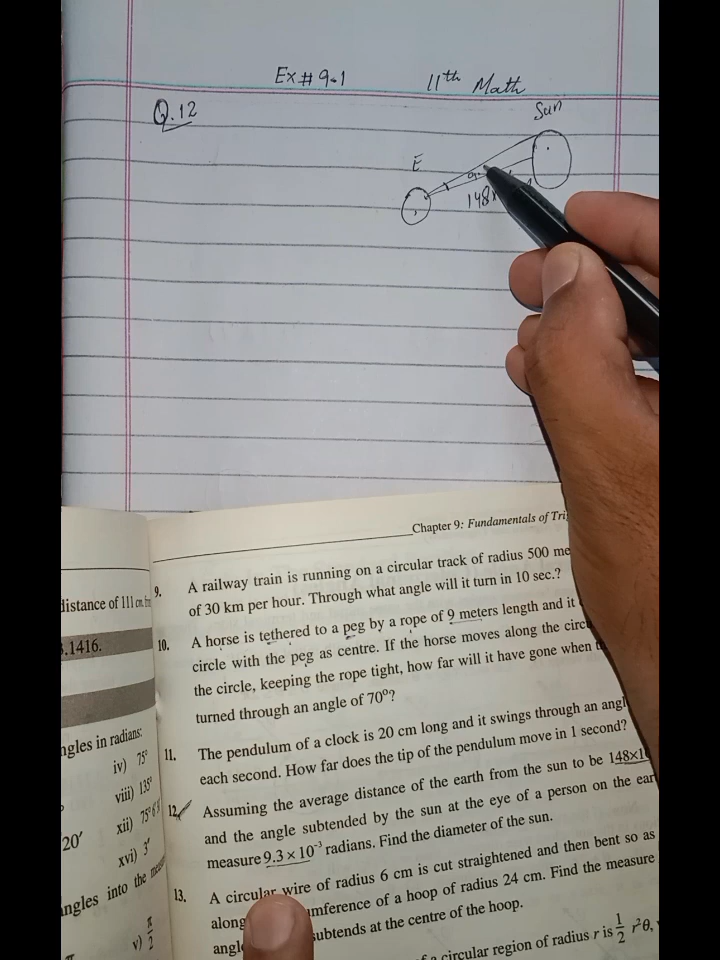 Ex # 9.1 11th Math
Q.12
Sun
E
148×
Chapter 9: Fundamentals of
9. A railway train is running on a circular track of radius 500
of 30 km per hour. Through what angle will it turn in 10 sec.?
10. A horse is tethered to a peg by a rope of 9 meters length and it
circle with the peg as centre. If the horse moves along the
the circle, keeping the rope tight, how far will it have gone when
turned through an angle of 70°?
11. The pendulum of a clock is 20 cm long and it swings through an
each second. How far does the tip of the pendulum move in 1 second?
12. Assuming the average distance of the earth from the sun to be 148×
and the angle subtended by the sun at the eye of a person on the
measure 9.3 × 10⁻³ radians. Find the diameter of the sun.
13. A circular wire of radius 6 cm is cut straightened and then bent so as
along of a hoop of radius 24 cm. Find the measure
subtends at the centre of the hoop.
circular region of radius r is 1/2 r²θ,
distance of 111 cm.
3.1416.
in radians:
iv) 75°
viii) 135°
xii) 75°
20′
xvi) 3′
into the
v) π/2